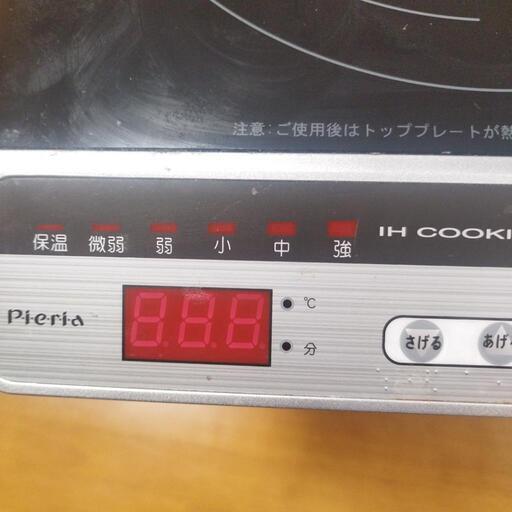 注意：ご使用後はトッププレートが熱
保温 微弱 弱 小 中 強 IH COOKI
Pieria 888 ℃
分
さげる あげ